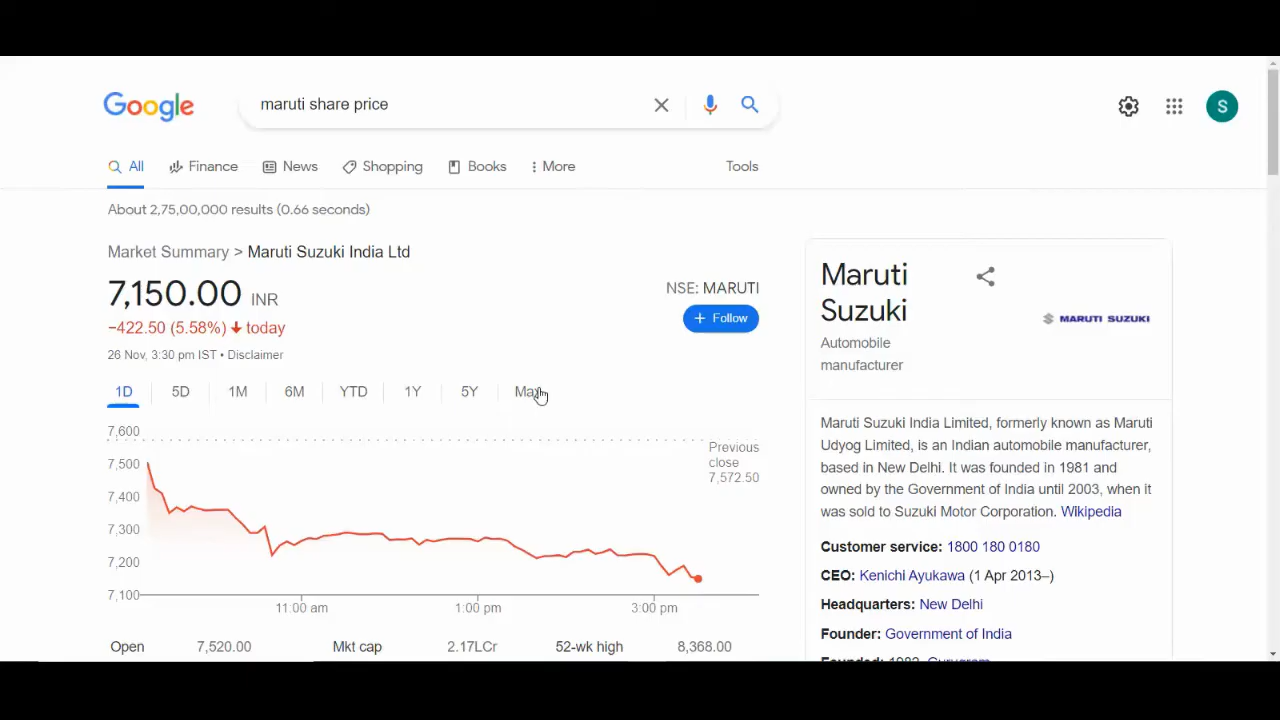 Google
maruti share price
S
All
Finance
News
Shopping
Books
More
Tools
About 2,75,00,000 results (0.66 seconds)
Market Summary > Maruti Suzuki India Ltd
7,150.00 INR
NSE: MARUTI
+ Follow
−422.50 (5.58%) today
26 Nov, 3:30 pm IST • Disclaimer
1D 5D 1M 6M YTD 1Y 5Y Max
7,600
7,500
7,400
7,300
7,200
7,100
Previous
close
7,572.50
11:00 am 1:00 pm 3:00 pm
Open 7,520.00 Mkt cap 2.17LCr 52-wk high 8,368.00
Maruti
Suzuki
MARUTI SUZUKI
Automobile
manufacturer
Maruti Suzuki India Limited, formerly known as Maruti
Udyog Limited, is an Indian automobile manufacturer,
based in New Delhi. It was founded in 1981 and
owned by the Government of India until 2003, when it
was sold to Suzuki Motor Corporation. Wikipedia
Customer service: 1800 180 0180
CEO: Kenichi Ayukawa (1 Apr 2013–)
Headquarters: New Delhi
Founder: Government of India
Founded: 1982, Gurugram